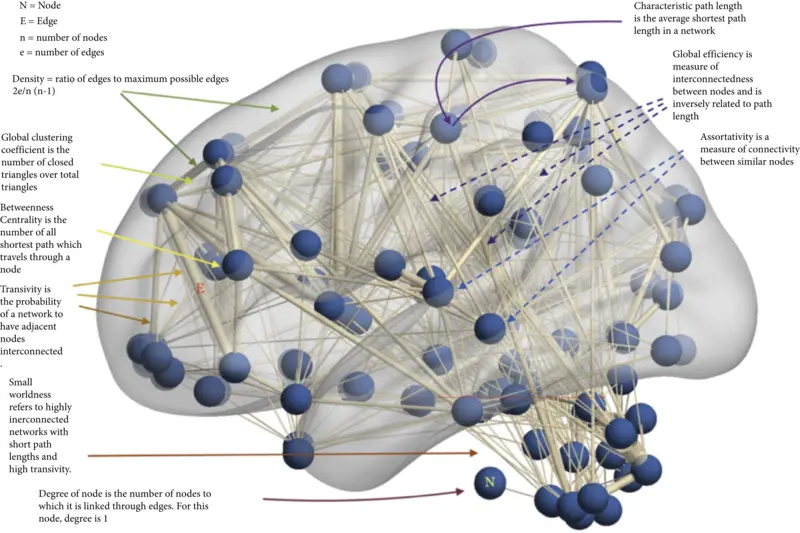 N = Node
E = Edge
n = number of nodes
e = number of edges
Density = ratio of edges to maximum possible edges
2e/n (n-1)
Global clustering
coefficient is the
number of closed
triangles over total
triangles
Betweenness
Centrality is the
number of all
shortest path which
travels through a
node
Transivity is
the probability
of a network to
have adjacent
nodes
interconnected
.
Small
worldness
refers to highly
inerconnected
networks with
short path
lengths and
high transivity.
Degree of node is the number of nodes to
which it is linked through edges. For this
node, degree is 1
Characteristic path length
is the average shortest path
length in a network
Global efficiency is
measure of
interconnectedness
between nodes and is
inversely related to path
length
Assortativity is a
measure of connectivity
between similar nodes
E
N